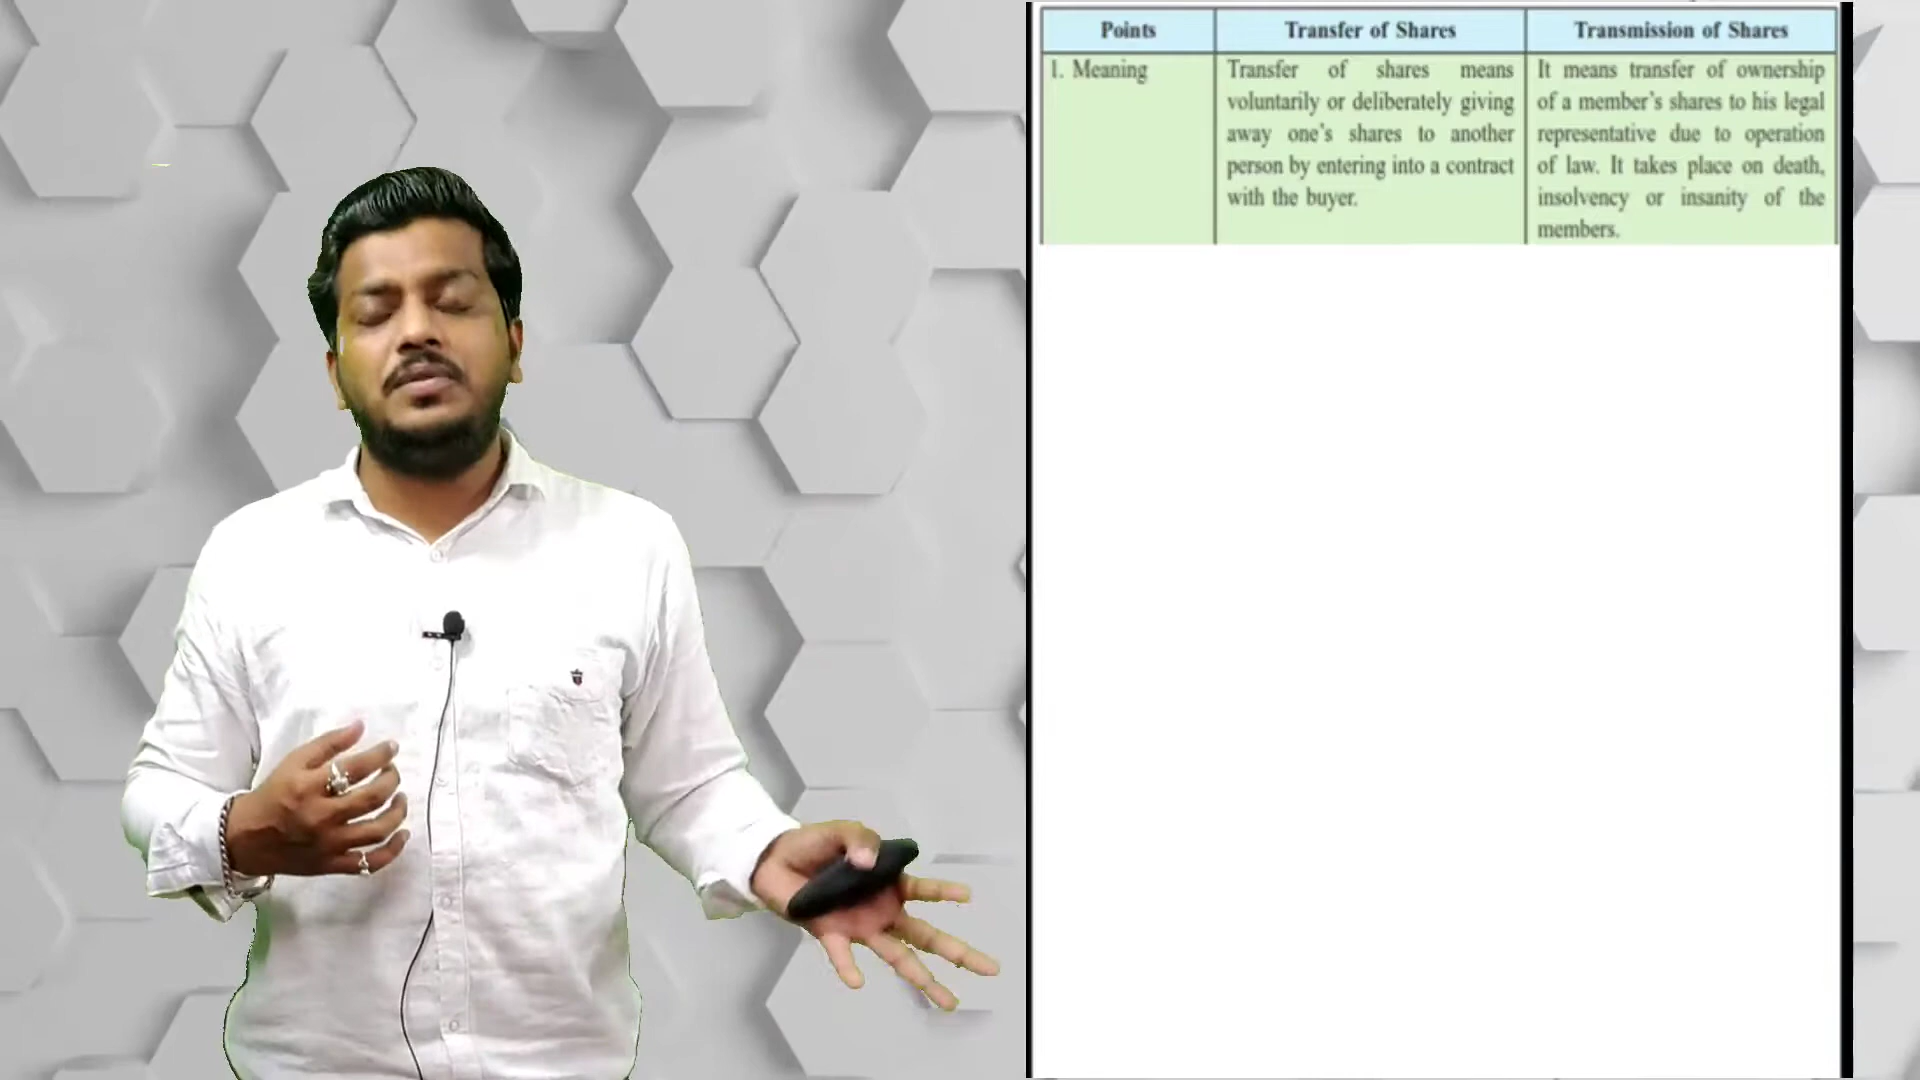 Points Transfer of Shares Transmission of Shares
1. Meaning
Transfer of shares means
voluntarily or deliberately giving
away one's shares to another
person by entering into a contract
with the buyer.
It means transfer of ownership
of a member's shares to his legal
representative due to operation
of law. It takes place on death,
insolvency or insanity of the
members.